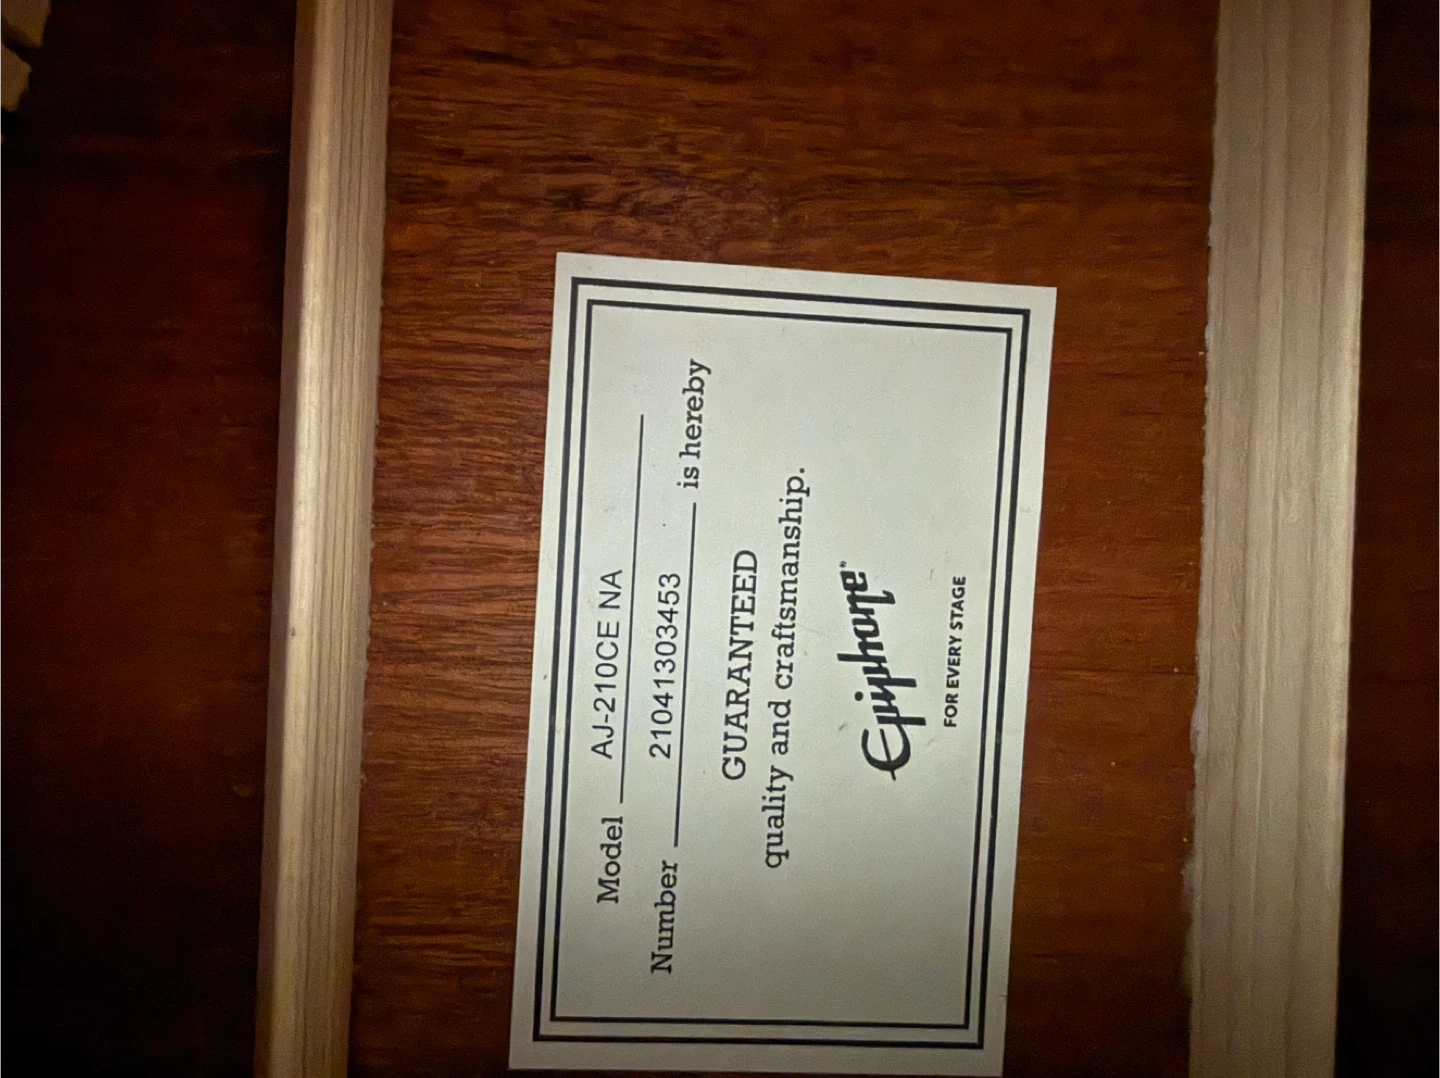 Model AJ-210CE NA
Number 21041303453 is hereby
GUARANTEED
quality and craftsmanship.
Epiphone®
FOR EVERY STAGE